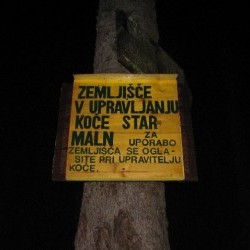 ZEMLJIŠČE
V UPRAVLJANJU
KOČE STAR
MALN ZA
UPORABO
ZEMLJIŠČA SE OGLA-
SITE PRI UPRAVITELJU
KOČE.